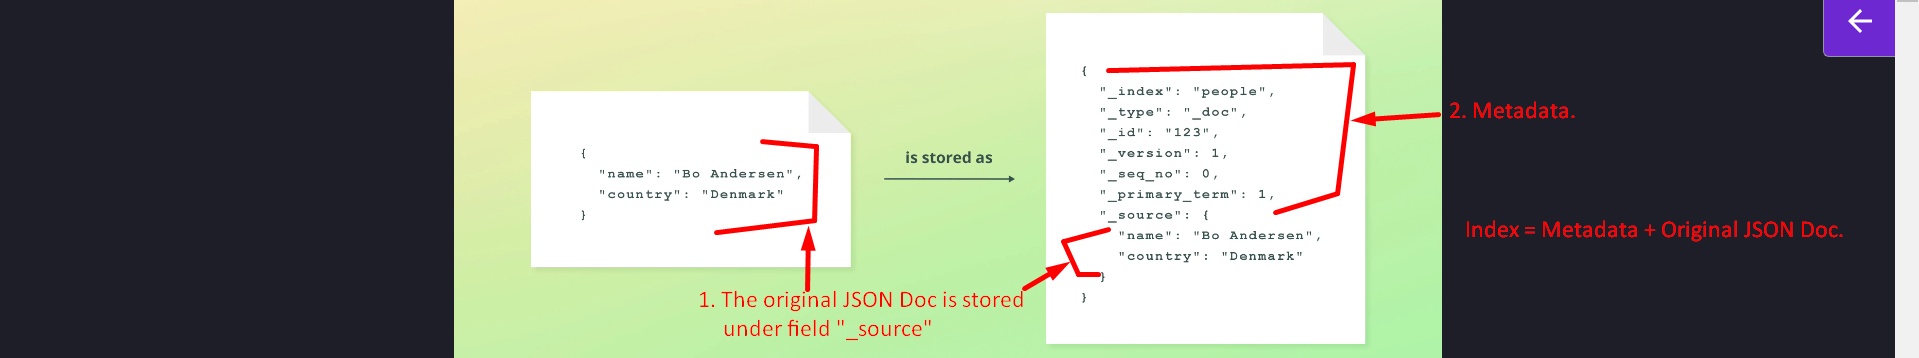 {
"name": "Bo Andersen",
"country": "Denmark"
}
is stored as
{
"_index": "people",
"_type": "_doc",
"_id": "123",
"_version": 1,
"_seq_no": 0,
"_primary_term": 1,
"_source": {
"name": "Bo Andersen",
"country": "Denmark"
}
}
1. The original JSON Doc is stored
under field "_source"
2. Metadata.
Index = Metadata + Original JSON Doc.